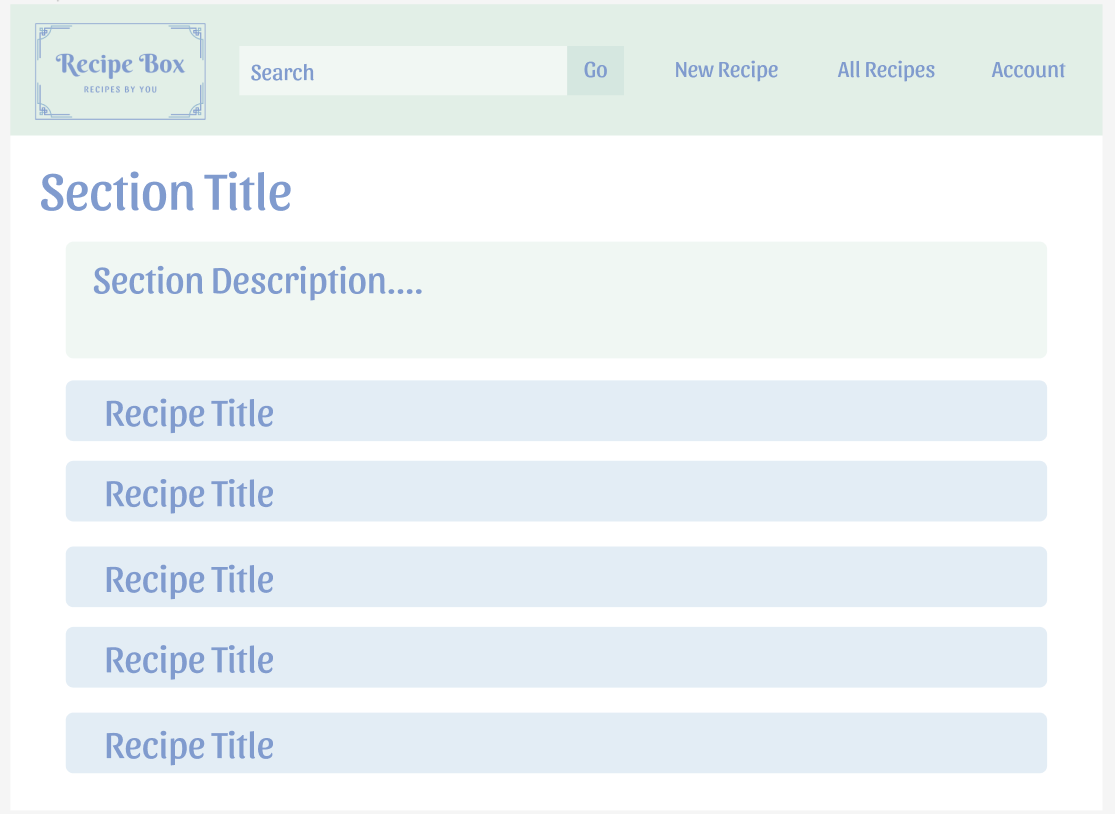 Recipe Box
RECIPES BY YOU
Search
Go
New Recipe
All Recipes
Account
Section Title
Section Description....
Recipe Title
Recipe Title
Recipe Title
Recipe Title
Recipe Title